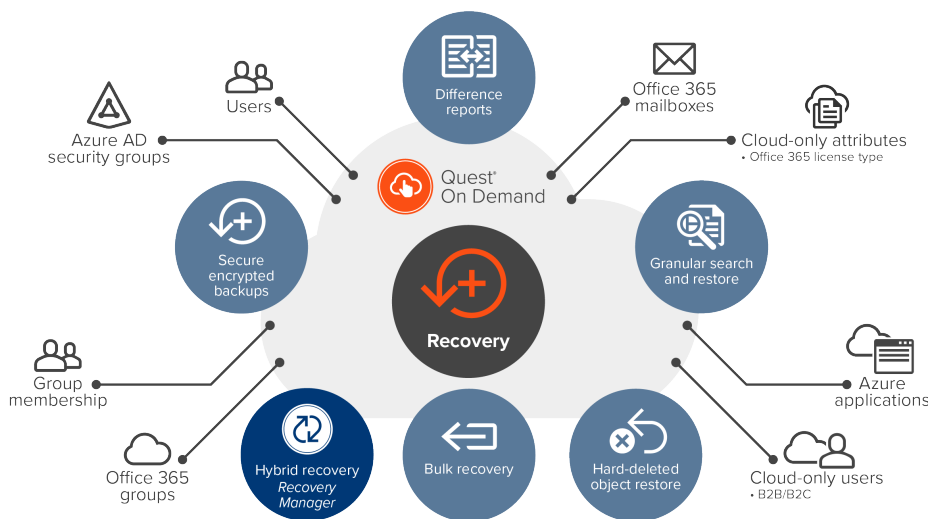 Difference
reports
Users
Office 365
mailboxes
Azure AD
security groups
Cloud-only attributes
• Office 365 license type
Quest®
On Demand
Secure
encrypted
backups
Granular search
and restore
Recovery
Group
membership
Azure
applications
Office 365
groups
Hybrid recovery
Recovery
Manager
Bulk recovery
Hard-deleted
object restore
Cloud-only users
• B2B/B2C